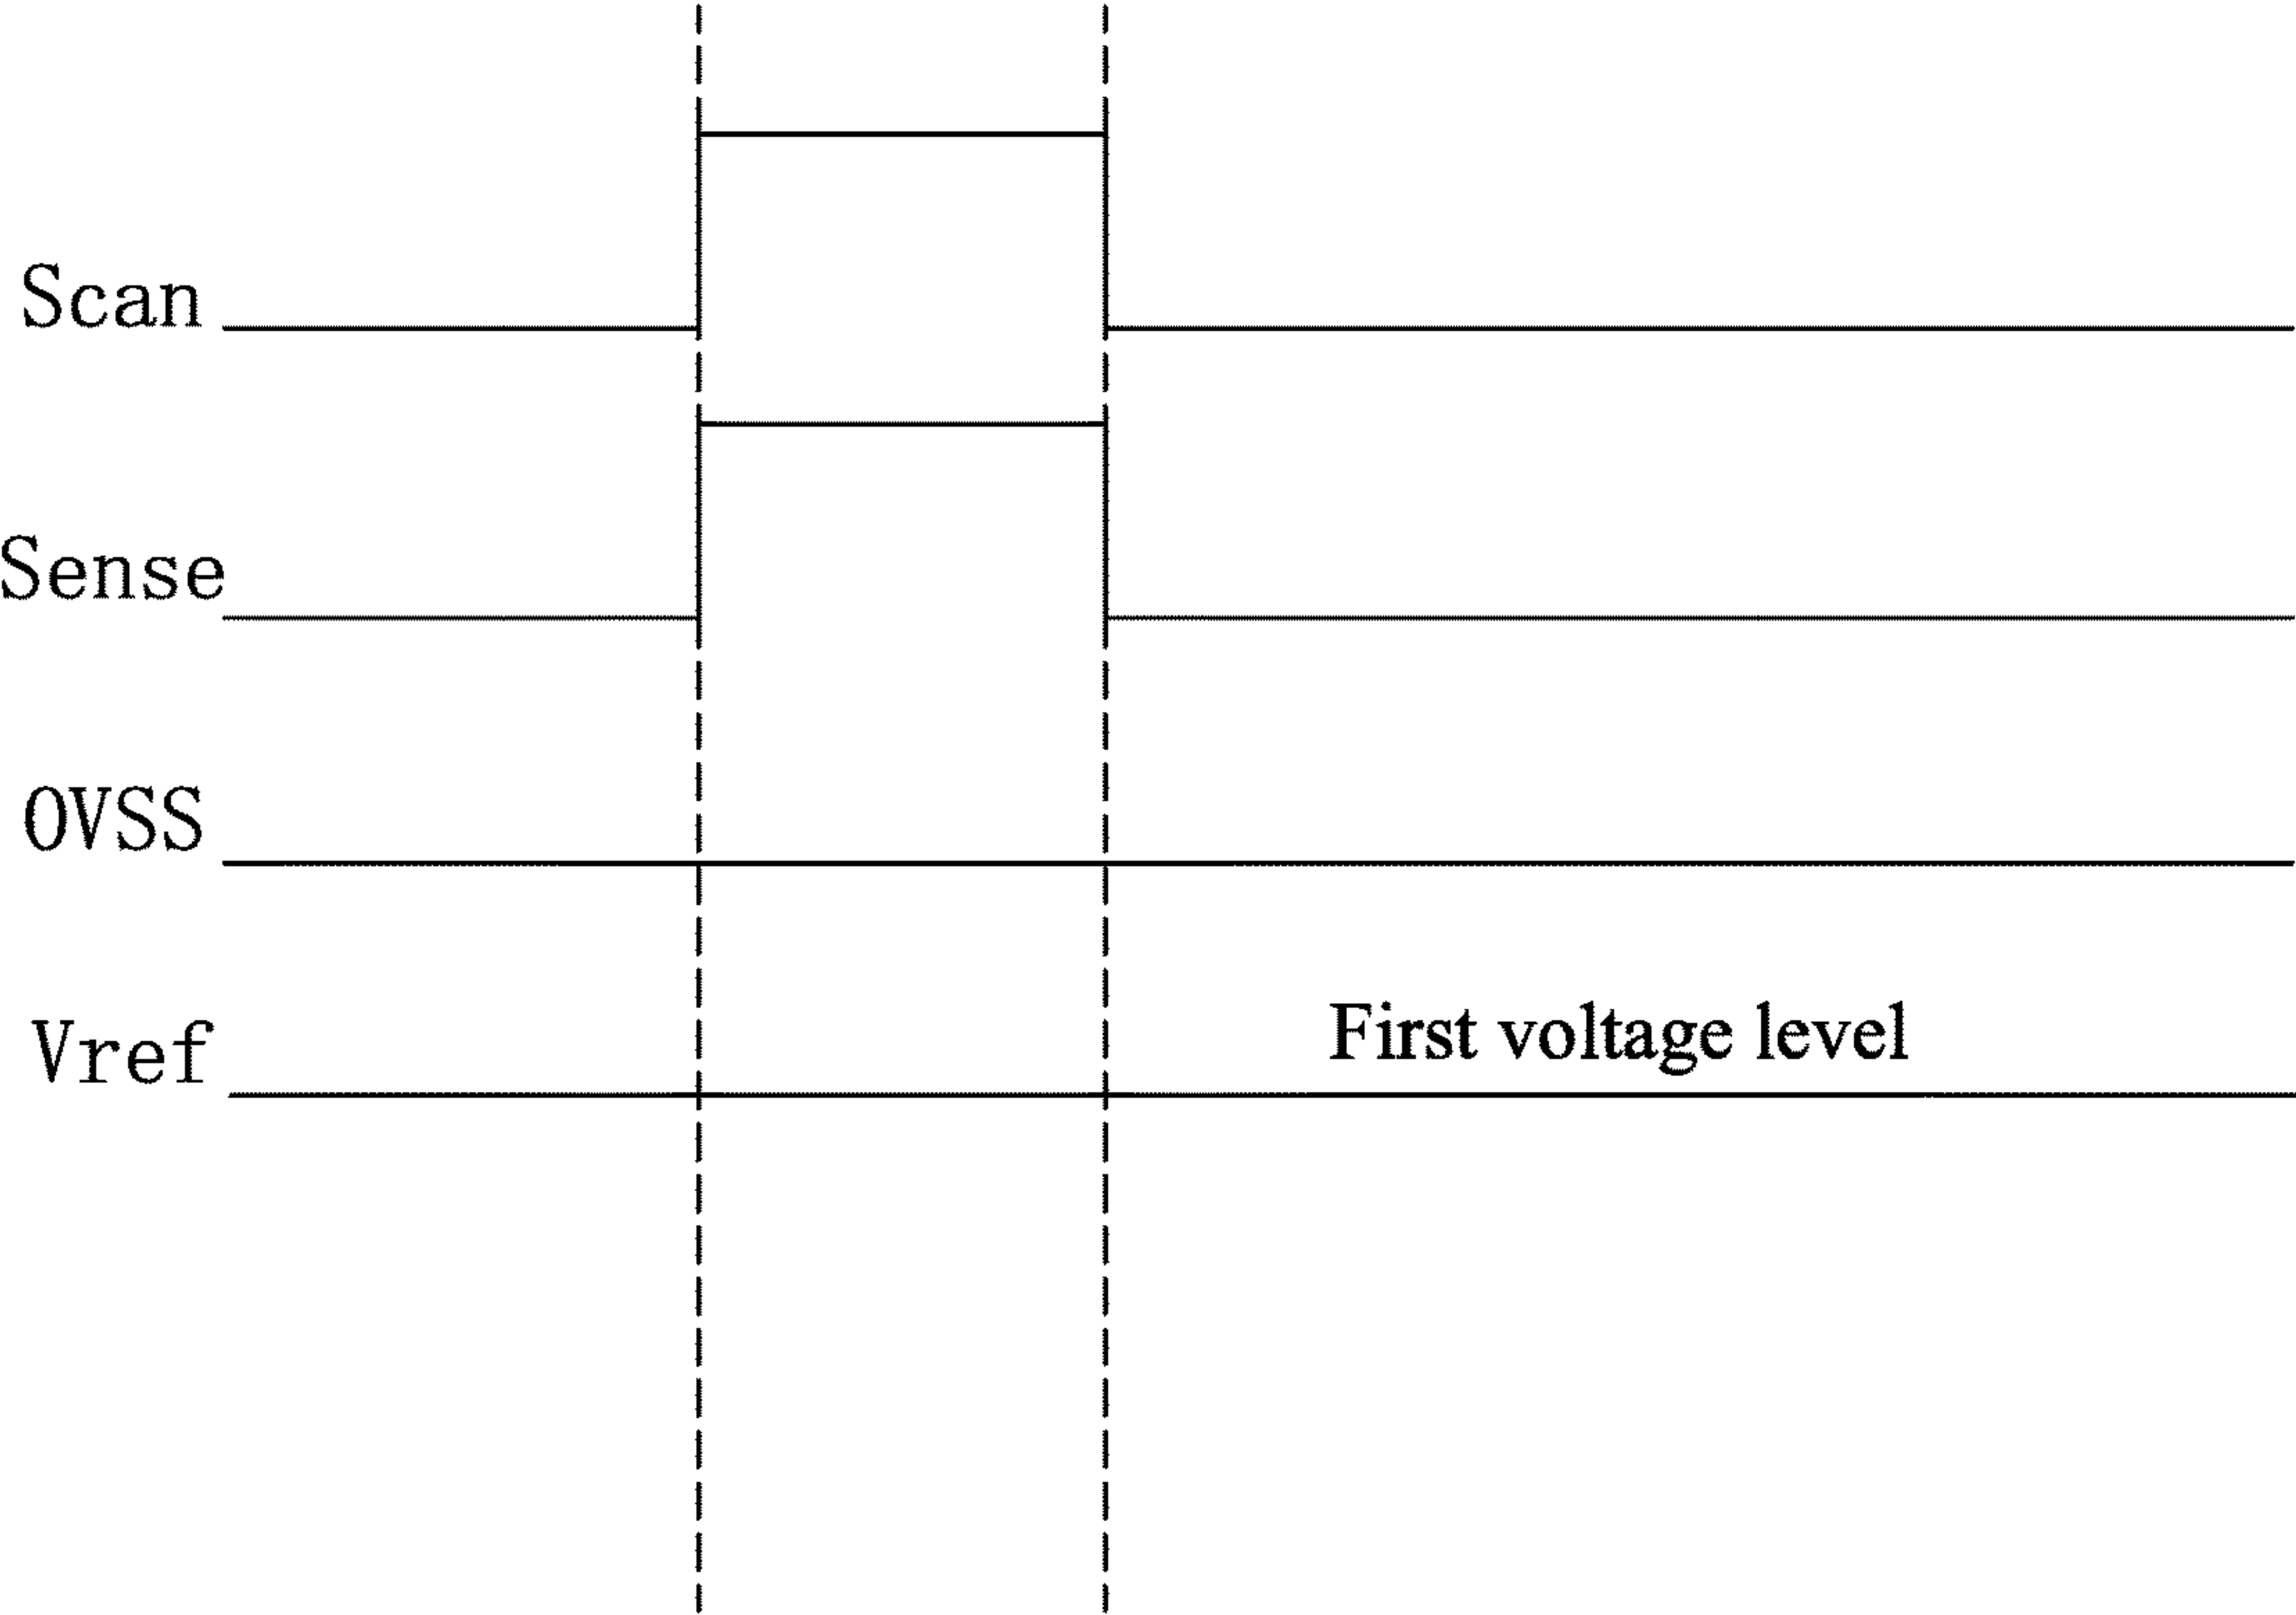 Scan
Sense
OVSS
Vref
First voltage level